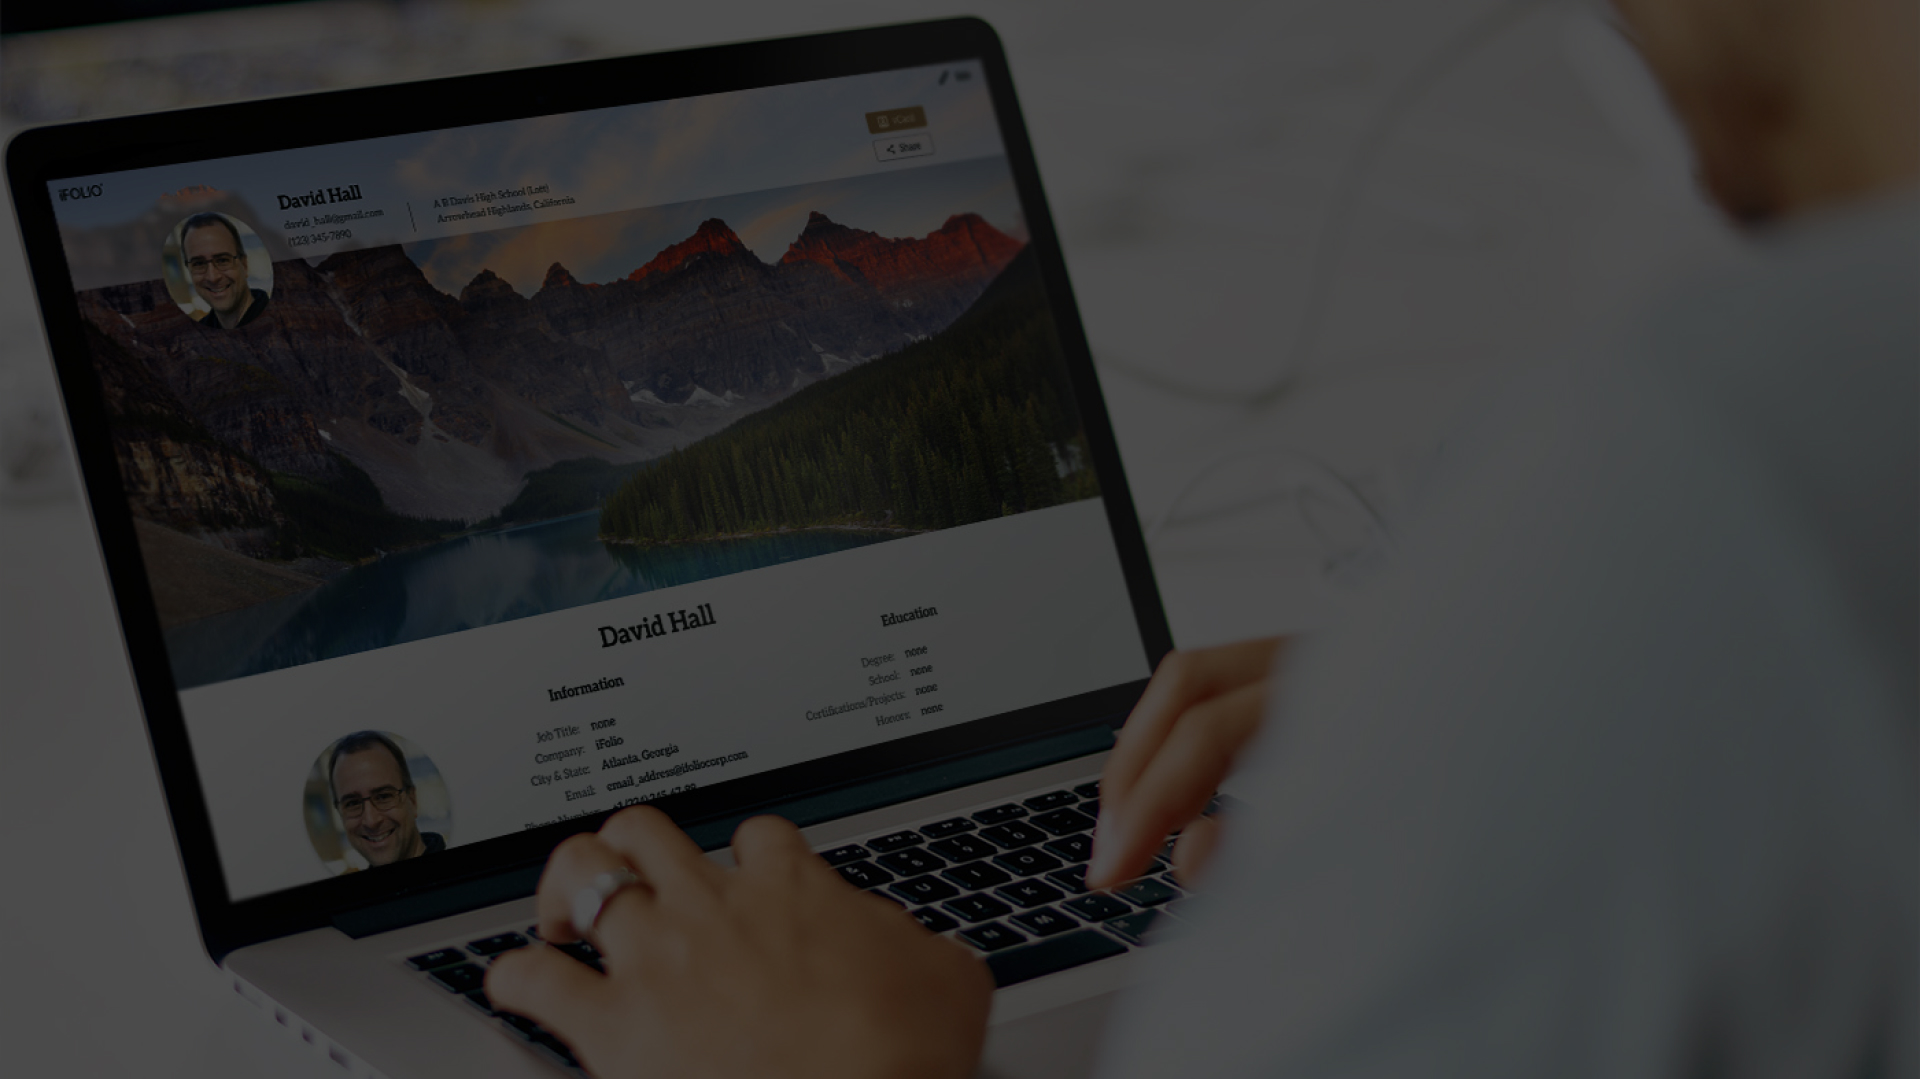 iFOLIO
David Hall
david_hall@gmail.com
(123) 345-7890
A B Davis High School (Loft)
Arrowhead Highlands, California
vCard
Share
David Hall
Information
Job Title: none
Company: iFolio
City & State: Atlanta, Georgia
Email: email_address@ifoliocorp.com
Phone Number:
Education
Degree: none
School: none
Certifications/Projects: none
Honors: none